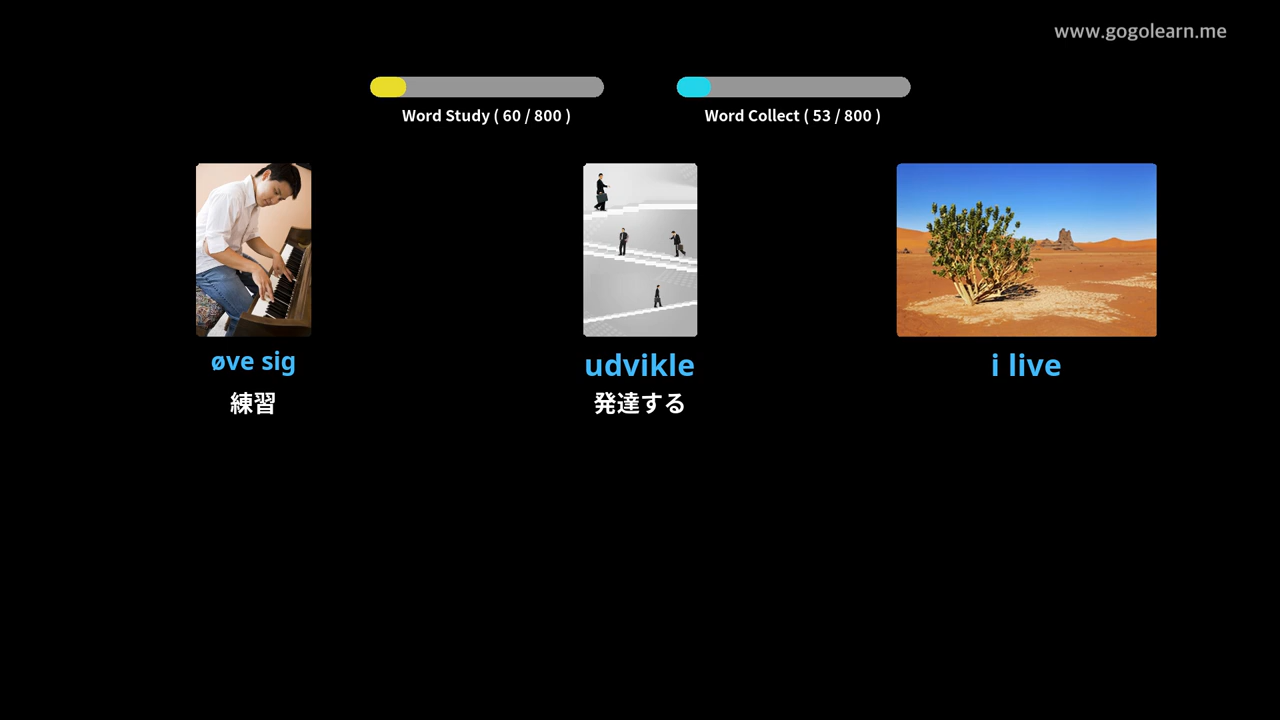 www.gogolearn.me
Word Study ( 60 / 800 )
Word Collect ( 53 / 800 )
øve sig
udvikle
i live
練習
発達する